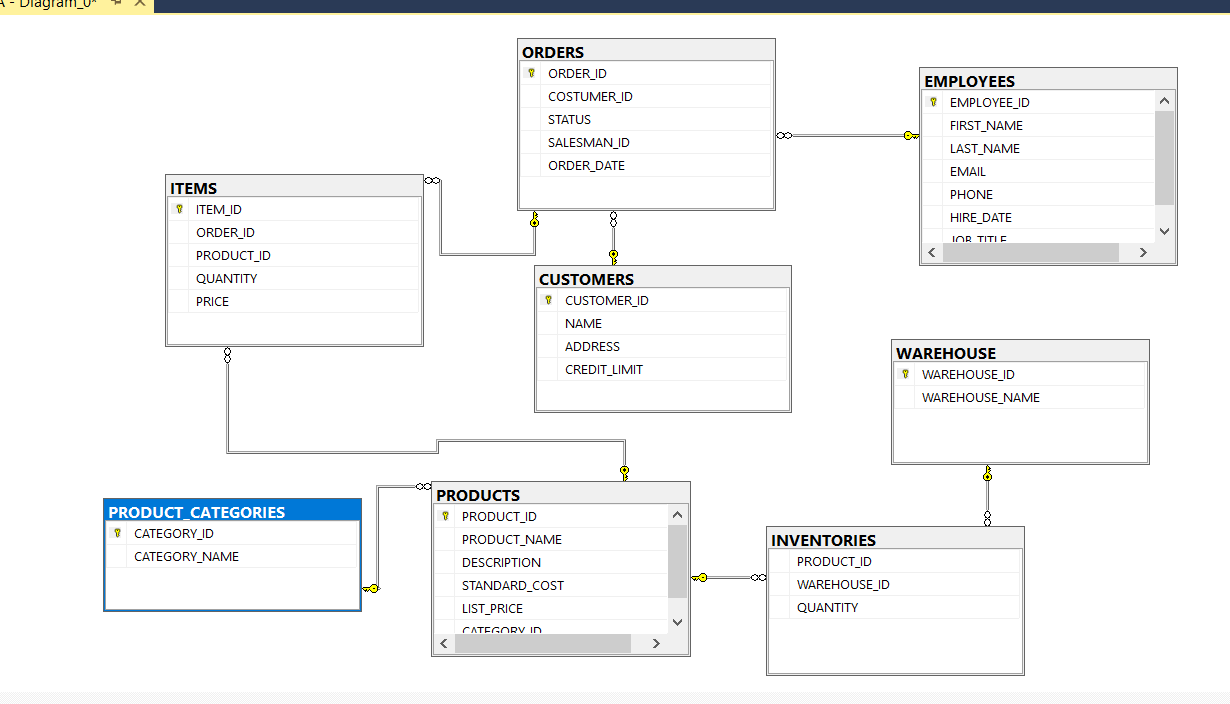 A - Diagram_0*
ORDERS
ORDER_ID
COSTUMER_ID
STATUS
SALESMAN_ID
ORDER_DATE
EMPLOYEES
EMPLOYEE_ID
FIRST_NAME
LAST_NAME
EMAIL
PHONE
HIRE_DATE
JOB_TITLE
ITEMS
ITEM_ID
ORDER_ID
PRODUCT_ID
QUANTITY
PRICE
CUSTOMERS
CUSTOMER_ID
NAME
ADDRESS
CREDIT_LIMIT
WAREHOUSE
WAREHOUSE_ID
WAREHOUSE_NAME
PRODUCT_CATEGORIES
CATEGORY_ID
CATEGORY_NAME
PRODUCTS
PRODUCT_ID
PRODUCT_NAME
DESCRIPTION
STANDARD_COST
LIST_PRICE
CATEGORY_ID
INVENTORIES
PRODUCT_ID
WAREHOUSE_ID
QUANTITY